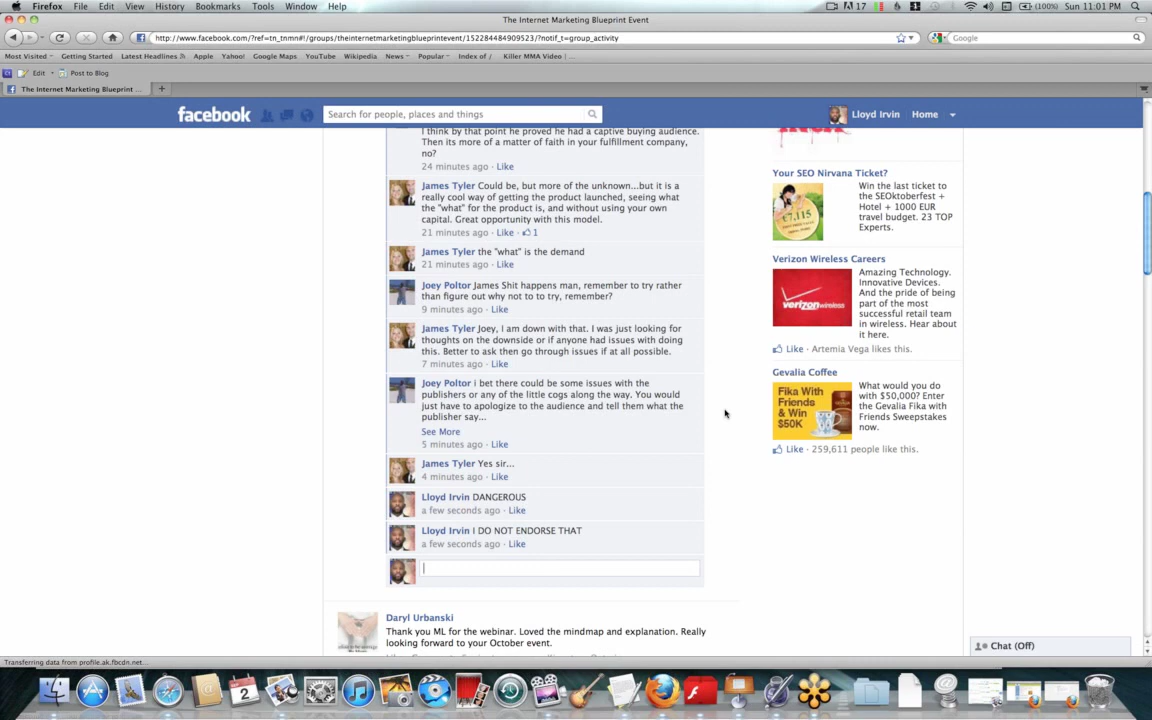 Firefox File Edit View History Bookmarks Tools Window Help 17 (100%) Sun 11:01 PM
The Internet Marketing Blueprint Event
http://www.facebook.com/?ref=tn_tnmn#!/groups/theinternetmarketingblueprintevent/152284484909523/?notif_t=group_activity
Google
Most Visited Getting Started Latest Headlines Apple Yahoo! Google Maps YouTube Wikipedia News Popular Index of / Killer MMA Video | ...
Edit Post to Blog
The Internet Marketing Blueprint ...
facebook
Search for people, places and things
Lloyd Irvin Home
I think by that point he proved he had a captive buying audience.
Then its more of a matter of faith in your fulfillment company,
no?
24 minutes ago · Like
James Tyler Could be, but more of the unknown...but it is a
really cool way of getting the product launched, seeing what
the "what" for the product is, and without using your own
capital. Great opportunity with this model.
21 minutes ago · Like · 1
James Tyler the "what" is the demand
21 minutes ago · Like
Joey Poltor James Shit happens man, remember to try rather
than figure out why not to to try, remember?
9 minutes ago · Like
James Tyler Joey, I am down with that. I was just looking for
thoughts on the downside or if anyone had issues with doing
this. Better to ask then go through issues if at all possible.
7 minutes ago · Like
Joey Poltor i bet there could be some issues with the
publishers or any of the little cogs along the way. You would
just have to apologize to the audience and tell them what the
publisher say...
See More
5 minutes ago · Like
James Tyler Yes sir...
4 minutes ago · Like
Lloyd Irvin DANGEROUS
a few seconds ago · Like
Lloyd Irvin I DO NOT ENDORSE THAT
a few seconds ago · Like
Daryl Urbanski
Thank you ML for the webinar. Loved the mindmap and explanation. Really
looking forward to your October event.
Your SEO Nirvana Ticket?
£7,115
Win the last ticket to
the SEOktoberfest +
Hotel + 1000 EUR
travel budget. 23 TOP
Experts.
Verizon Wireless Careers
verizonwireless
Amazing Technology.
Innovative Devices.
And the pride of being
part of the most
successful retail team
in wireless. Hear about
it here.
Like · Artemia Vega likes this.
Gevalia Coffee
Fika With
Friends
& Win
$50K
What would you do
with $50,000? Enter
the Gevalia Fika with
Friends Sweepstakes
now.
Like · 259,611 people like this.
Chat (Off)
Transferring data from profile.ak.fbcdn.net...
2